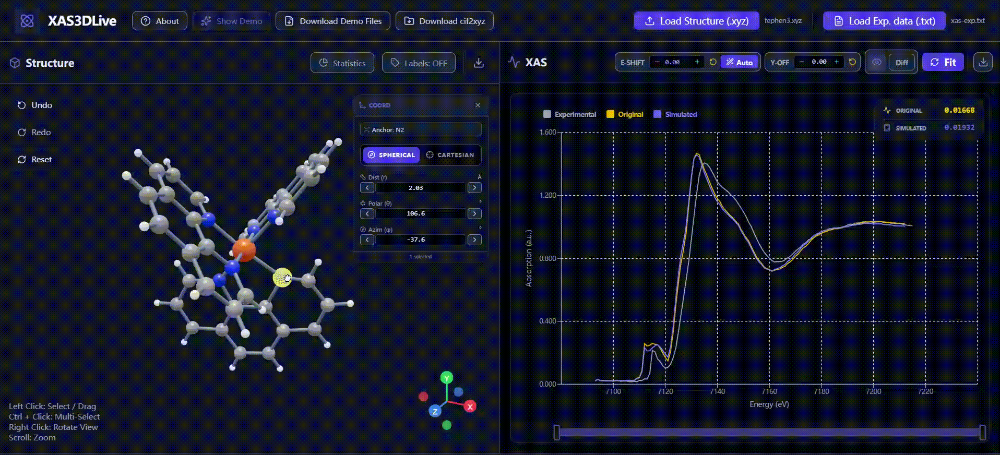 XAS3DLive
About
Show Demo
Download Demo Files
Download cif2xyz
Load Structure (.xyz)
fephen3.xyz
Load Exp. data (.txt)
xas-exp.txt
Structure
Statistics
Labels: OFF
XAS
E-SHIFT
− 0.00 +
Auto
Y-OFF
− 0.00 +
Diff
Fit
Undo
Redo
Reset
COORD
Anchor: N2
SPHERICAL
CARTESIAN
Dist (r) Å
2.03
Polar (θ) °
106.6
Azim (φ) °
-37.6
1 selected
Y
X
Z
Left Click: Select / Drag
Ctrl + Click: Multi-Select
Right Click: Rotate View
Scroll: Zoom
Experimental Original Simulated
ORIGINAL 0.01668
SIMULATED 0.01932
1.600
1.200
0.800
0.400
0.000
Absorption (a.u.)
7100 7120 7140 7160 7180 7200 7220
Energy (eV)